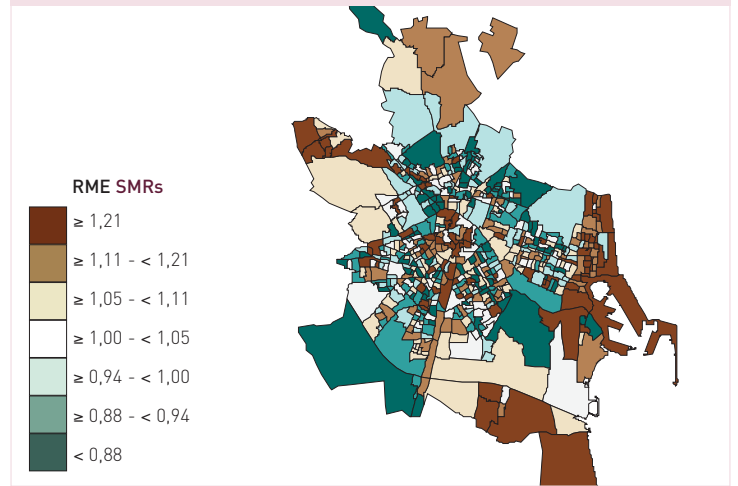 RME SMRs
≥ 1,21
≥ 1,11 - < 1,21
≥ 1,05 - < 1,11
≥ 1,00 - < 1,05
≥ 0,94 - < 1,00
≥ 0,88 - < 0,94
< 0,88